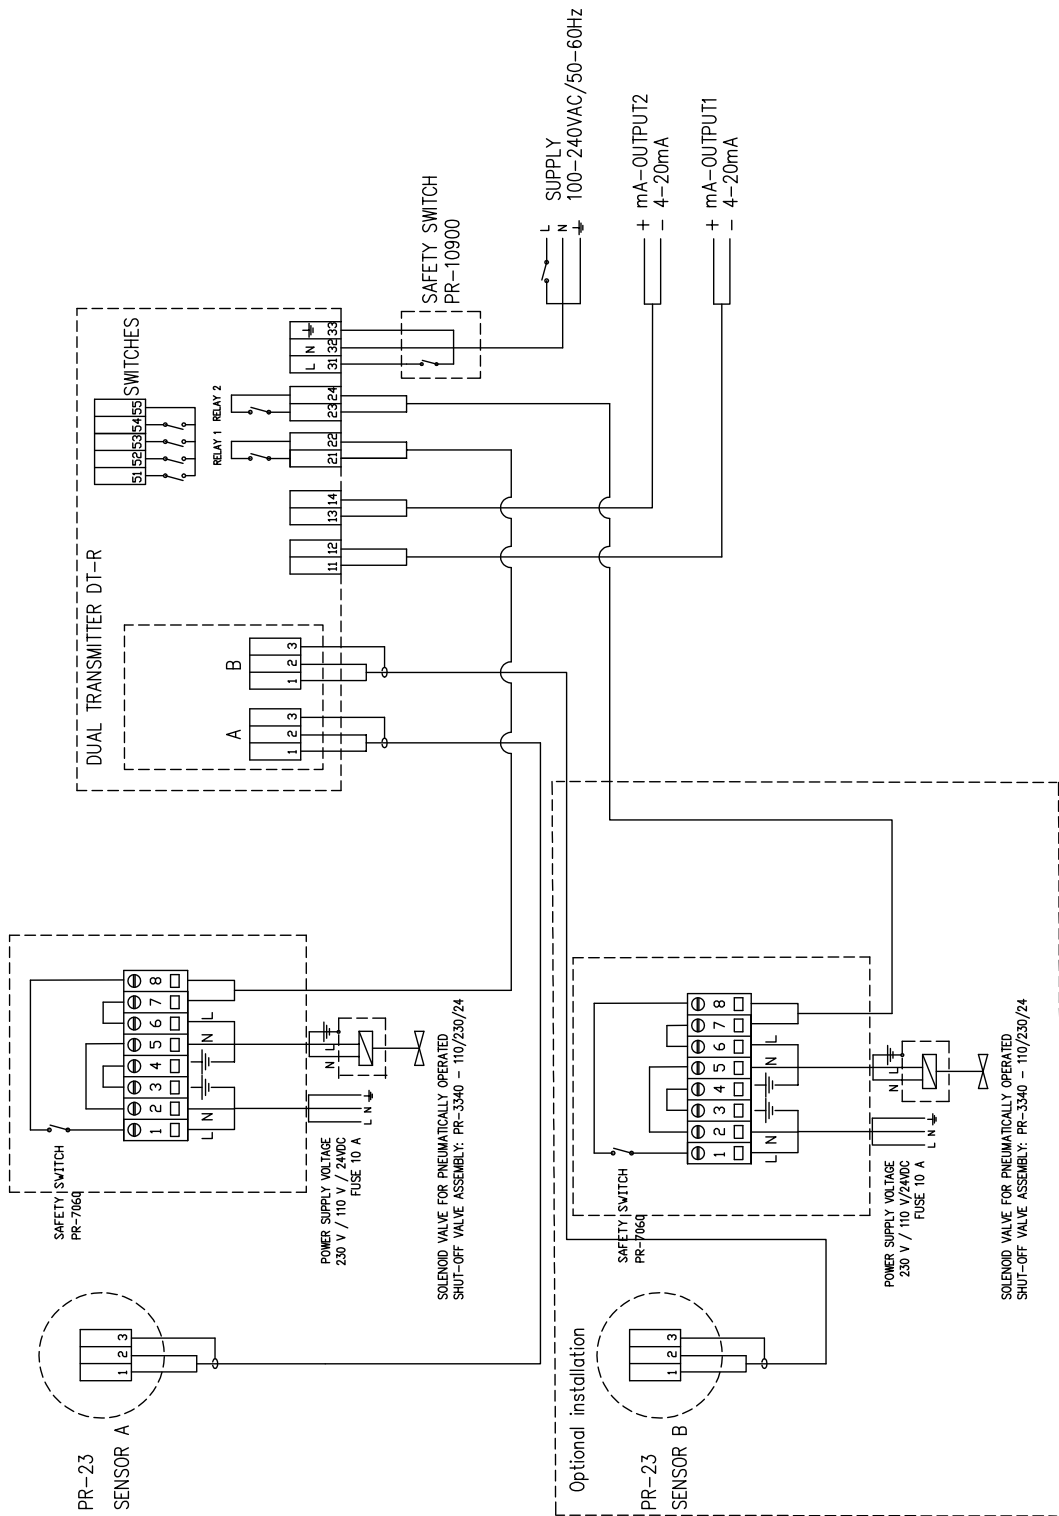 DUAL TRANSMITTER DT-R
A
1 2 3
B
1 2 3
11 12
13 14
21 22
23 24
RELAY 1 RELAY 2
L N
31 32 33
51 52 53 54 55
SWITCHES
SAFETY SWITCH
PR-10900
L
N
SUPPLY
100-240VAC/50-60Hz
+ mA-OUTPUT2
- 4-20mA
+ mA-OUTPUT1
- 4-20mA
SAFETY SWITCH
PR-7060
1 2 3 4 5 6 7 8
L N N L
POWER SUPPLY VOLTAGE
230 V / 110 V / 24VDC
FUSE 10 A
L N
N L
SOLENOID VALVE FOR PNEUMATICALLY OPERATED
SHUT-OFF VALVE ASSEMBLY: PR-3340 - 110/230/24
PR-23
SENSOR A
1 2 3
Optional installation
SAFETY SWITCH
PR-7060
1 2 3 4 5 6 7 8
L N N L
POWER SUPPLY VOLTAGE
230 V / 110 V/24VDC
FUSE 10 A
L N
N L
SOLENOID VALVE FOR PNEUMATICALLY OPERATED
SHUT-OFF VALVE ASSEMBLY: PR-3340 - 110/230/24
PR-23
SENSOR B
1 2 3